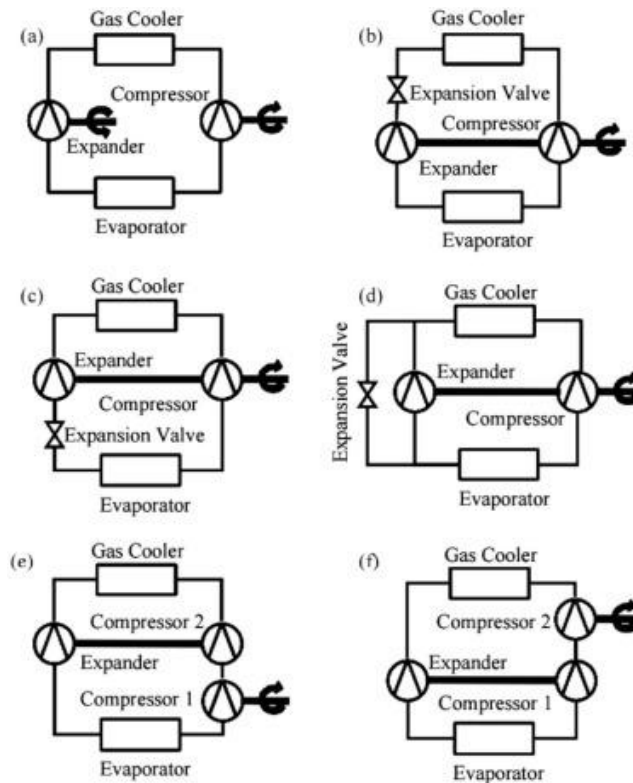 (a)
Gas Cooler
Compressor
Expander
Evaporator
(b)
Gas Cooler
Expansion Valve
Compressor
Expander
Evaporator
(c)
Gas Cooler
Expander
Compressor
Expansion Valve
Evaporator
(d)
Gas Cooler
Expansion Valve
Expander
Compressor
Evaporator
(e)
Gas Cooler
Compressor 2
Expander
Compressor 1
Evaporator
(f)
Gas Cooler
Compressor 2
Expander
Compressor 1
Evaporator